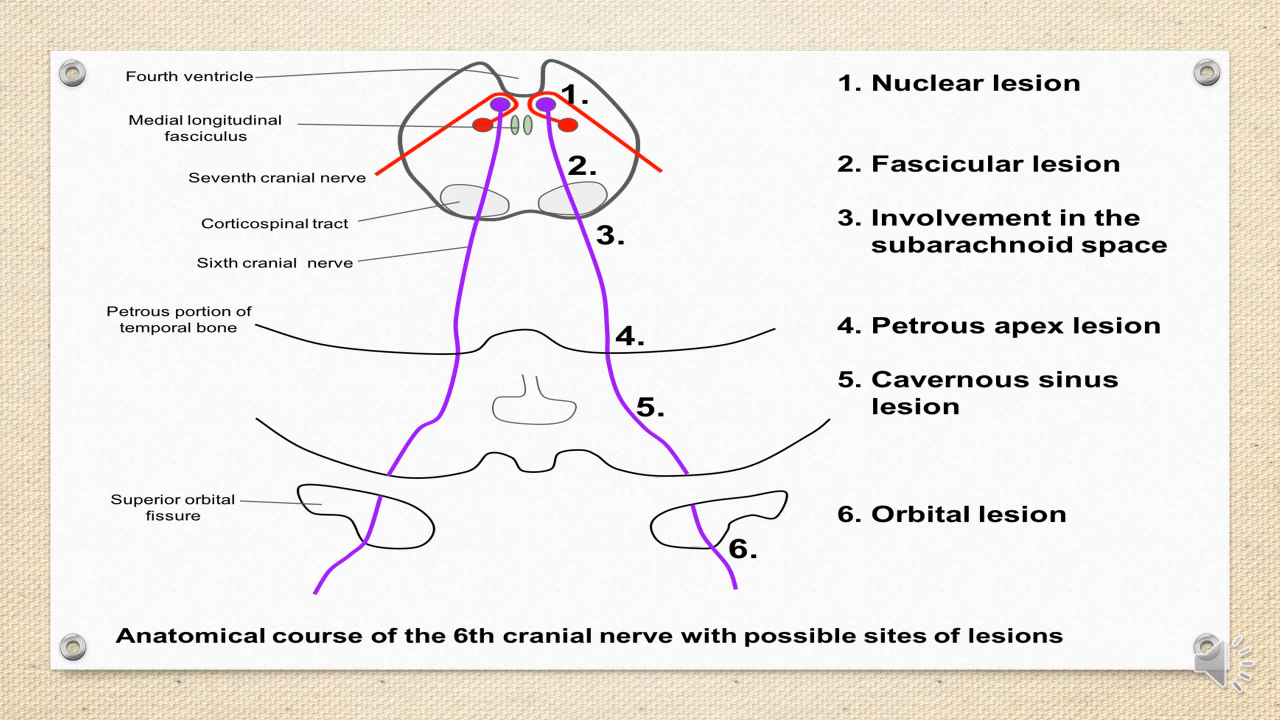 Fourth ventricle
Medial longitudinal
fasciculus
Seventh cranial nerve
Corticospinal tract
Sixth cranial nerve
Petrous portion of
temporal bone
Superior orbital
fissure
1.
2.
3.
4.
5.
6.
1. Nuclear lesion
2. Fascicular lesion
3. Involvement in the
subarachnoid space
4. Petrous apex lesion
5. Cavernous sinus
lesion
6. Orbital lesion
Anatomical course of the 6th cranial nerve with possible sites of lesions